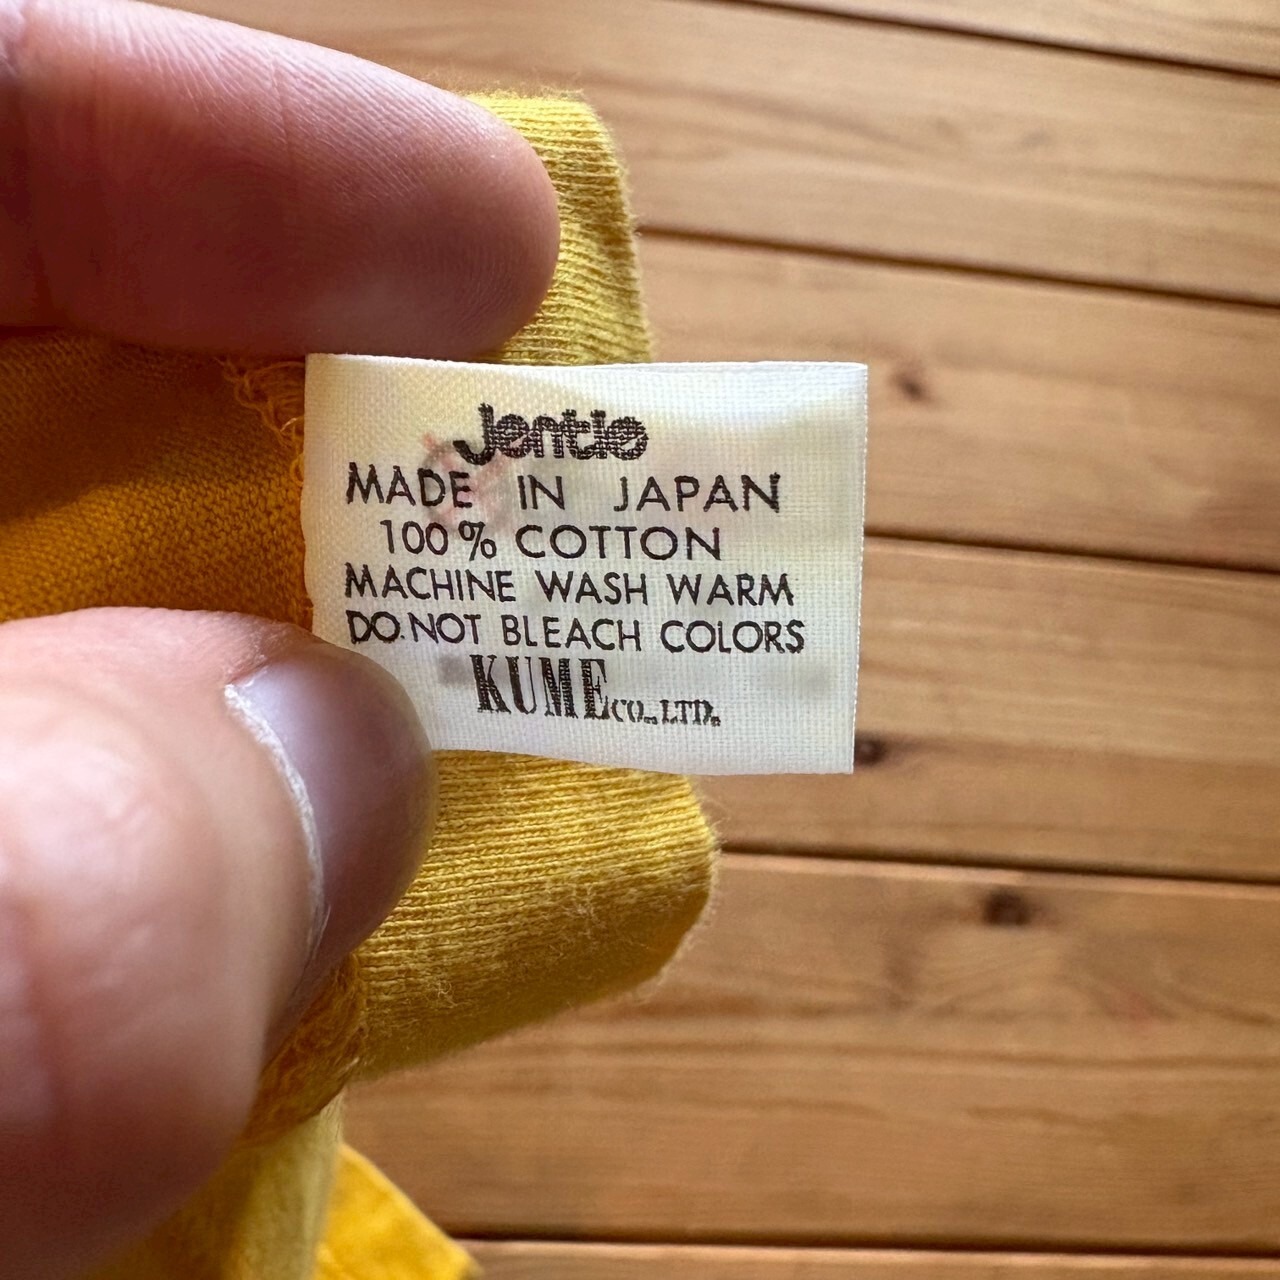 Jentle
MADE IN JAPAN
100% COTTON
MACHINE WASH WARM
DO NOT BLEACH COLORS
KUME CO., LTD.